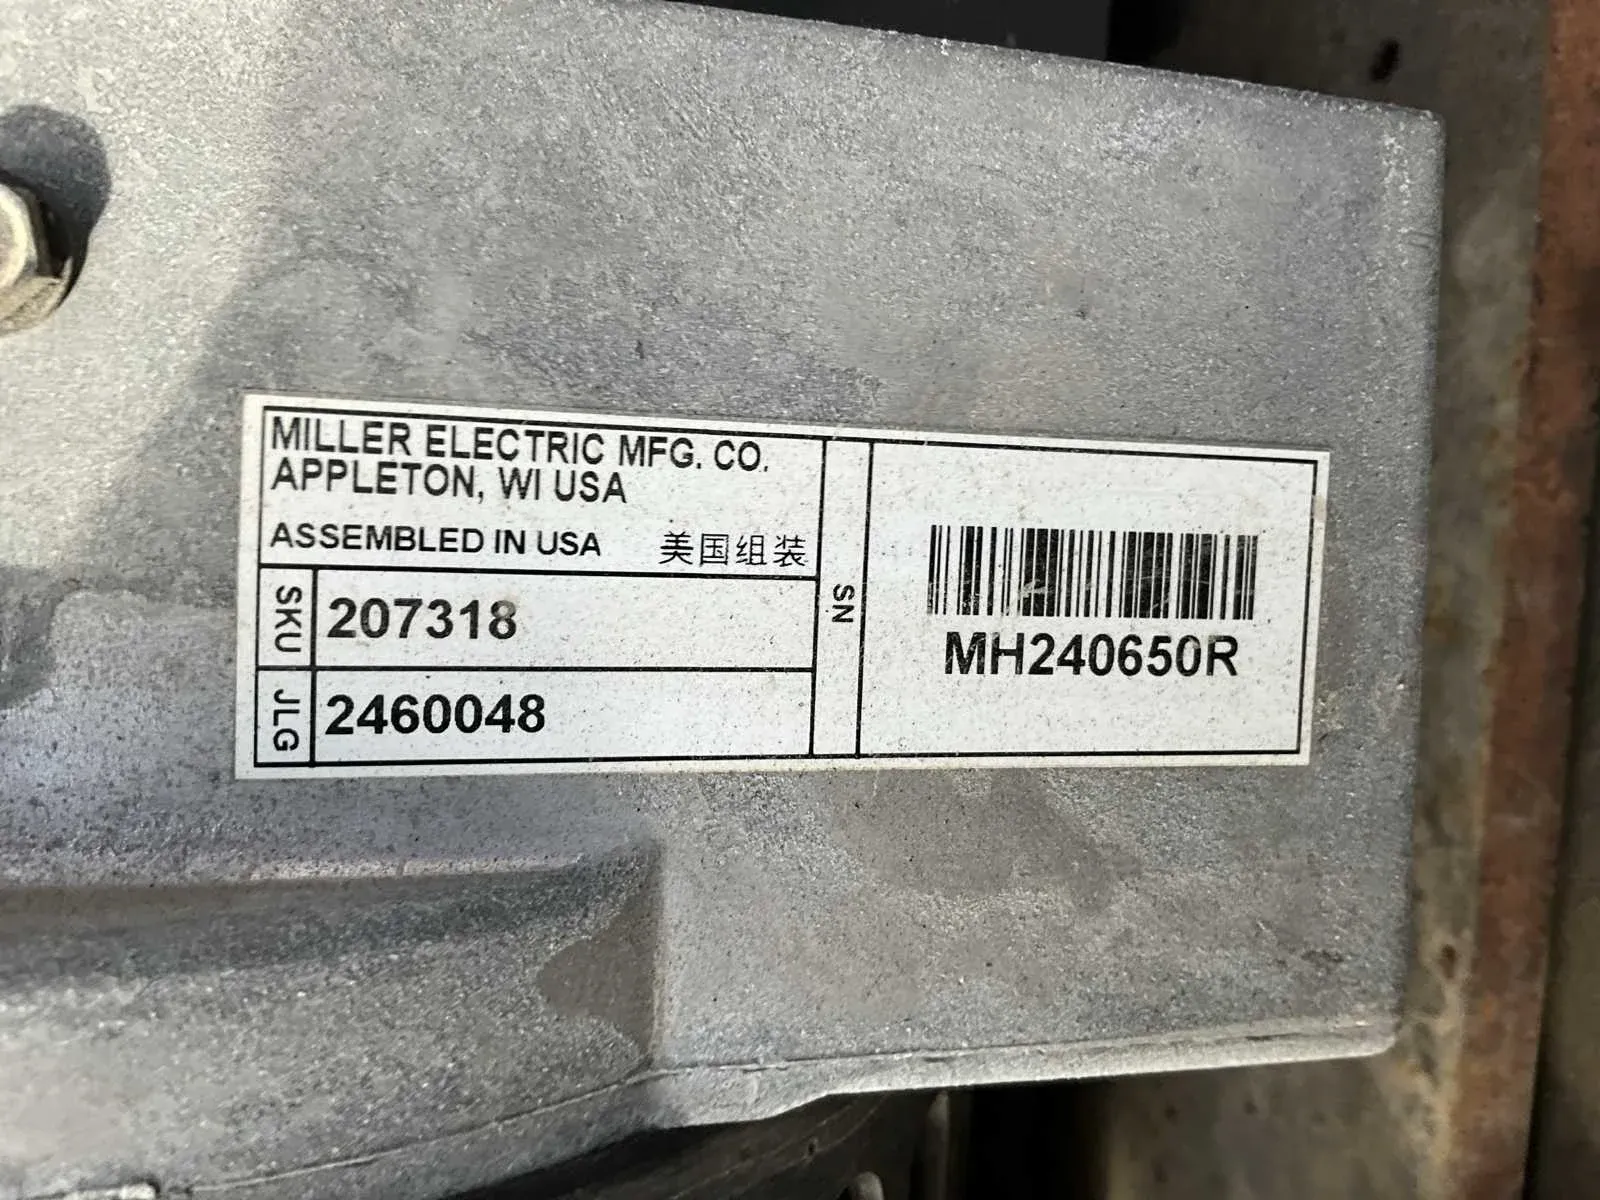 MILLER ELECTRIC MFG. CO.
APPLETON, WI USA
ASSEMBLED IN USA 美国组装
SKU 207318
JLG 2460048
SN
MH240650R